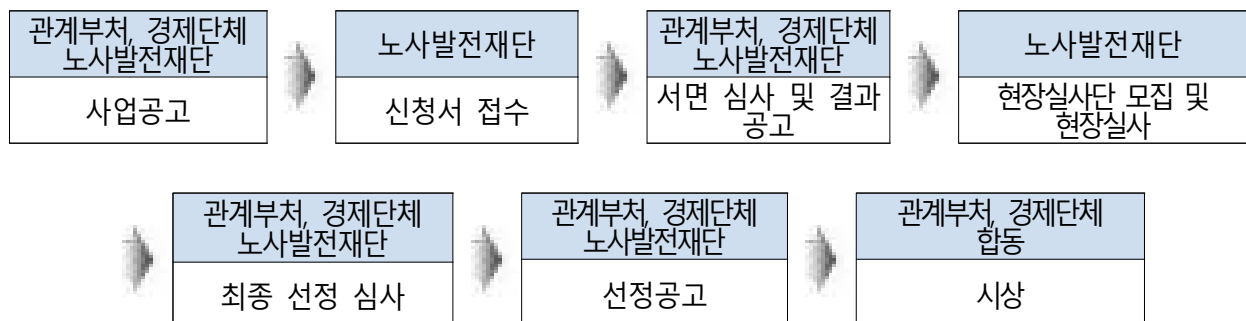 관계부처, 경제단체
노사발전재단
사업공고
노사발전재단
신청서 접수
관계부처, 경제단체
노사발전재단
서면 심사 및 결과
공고
노사발전재단
현장실사단 모집 및
현장실사
관계부처, 경제단체
노사발전재단
최종 선정 심사
관계부처, 경제단체
노사발전재단
선정공고
관계부처, 경제단체
합동
시상